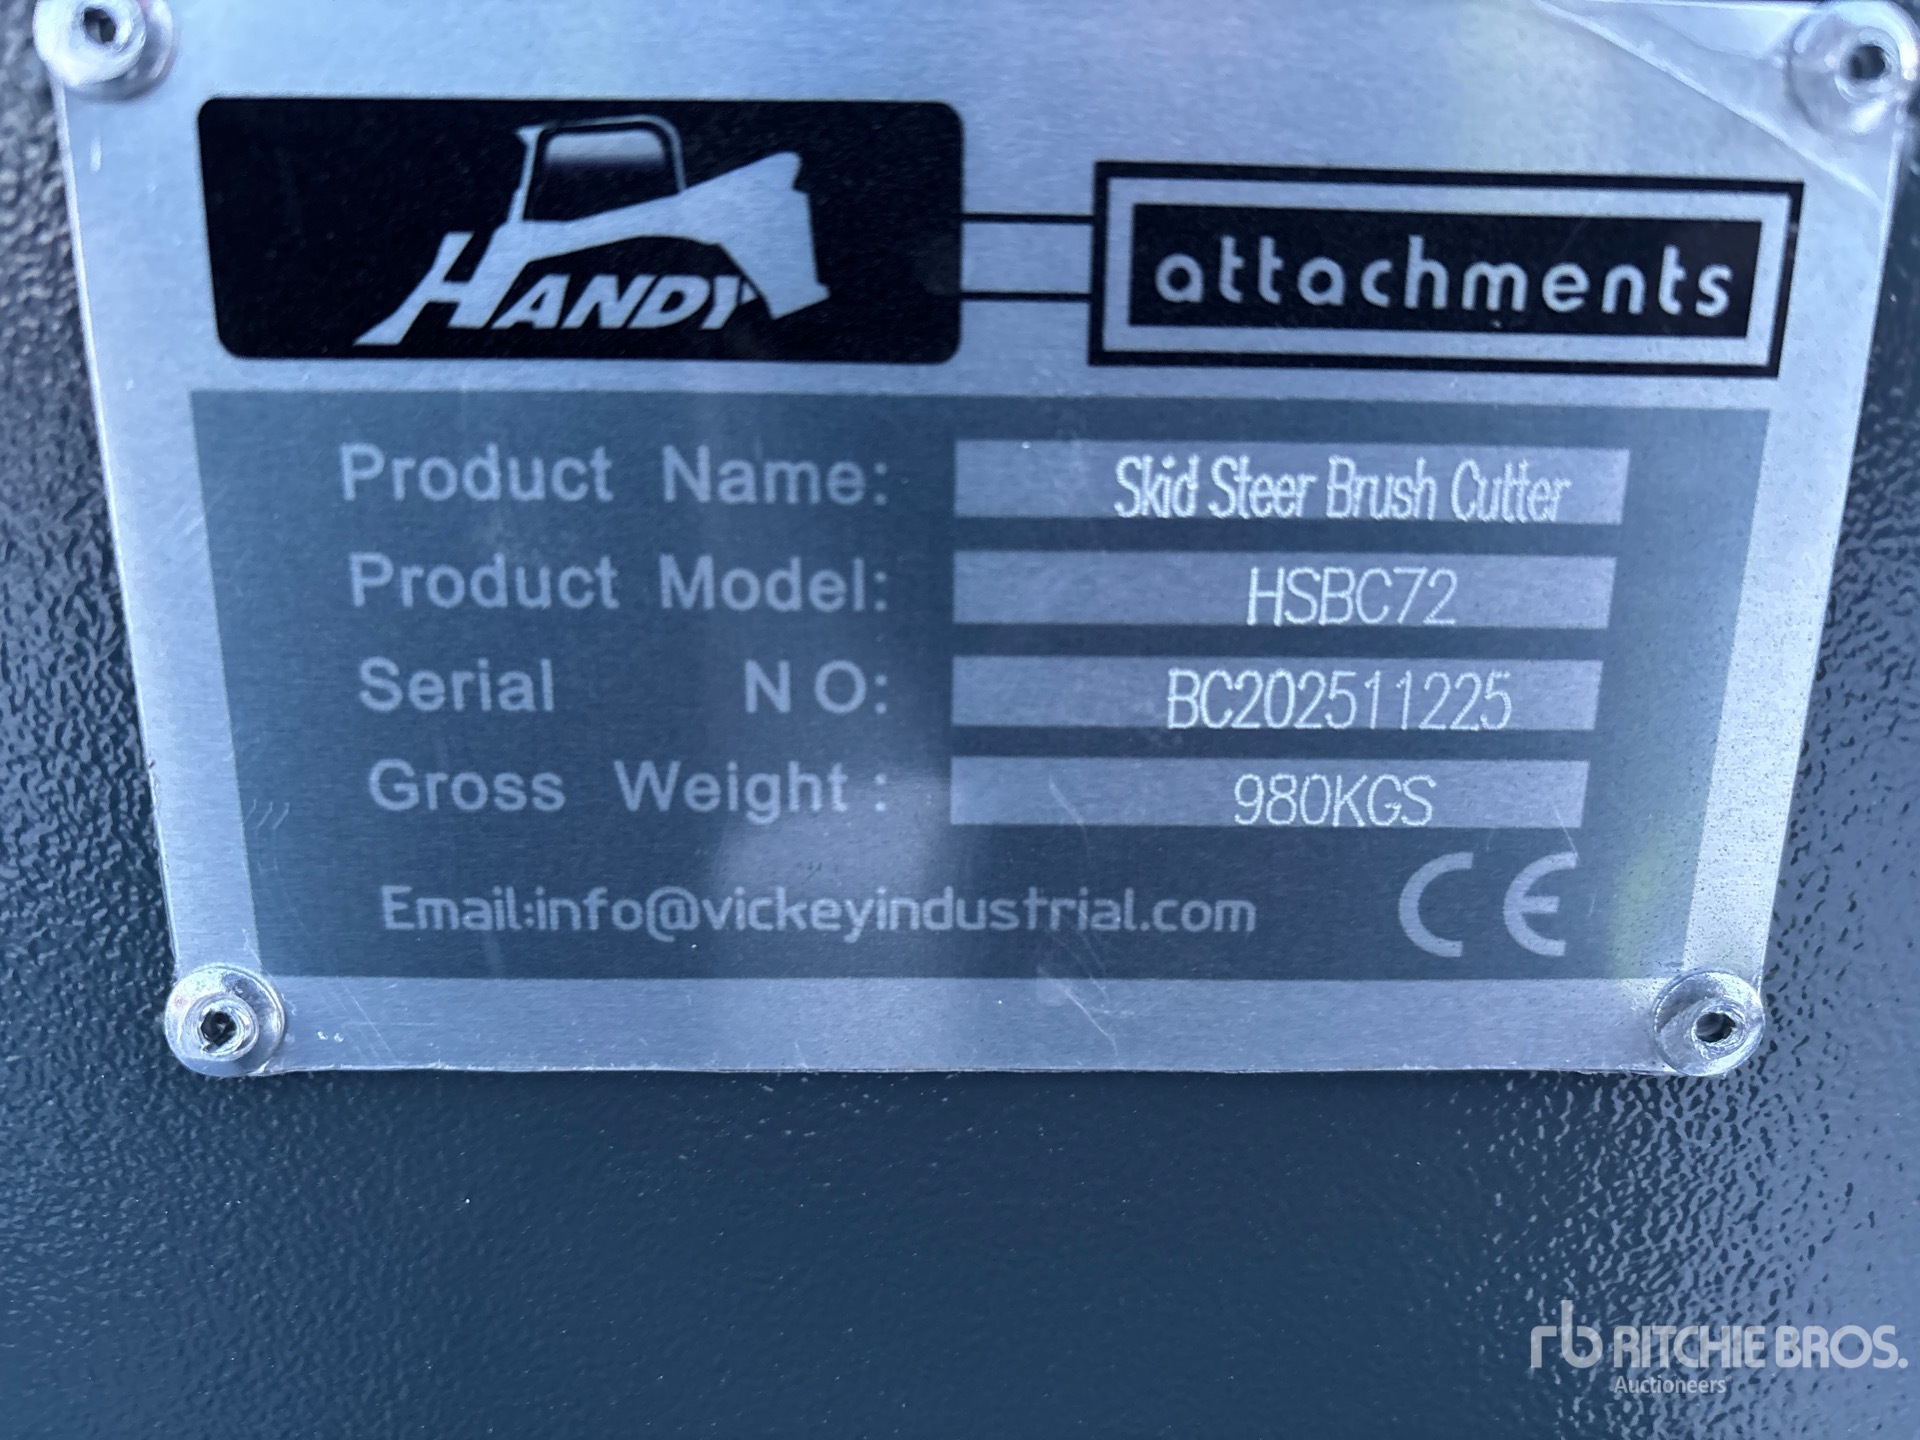 HANDY
attachments
Product Name: Skid Steer Brush Cutter
Product Model: HSBC72
Serial NO: BC202511225
Gross Weight: 980KGS
Email:info@vickeyindustrial.com CE
rb RITCHIE BROS.
Auctioneers